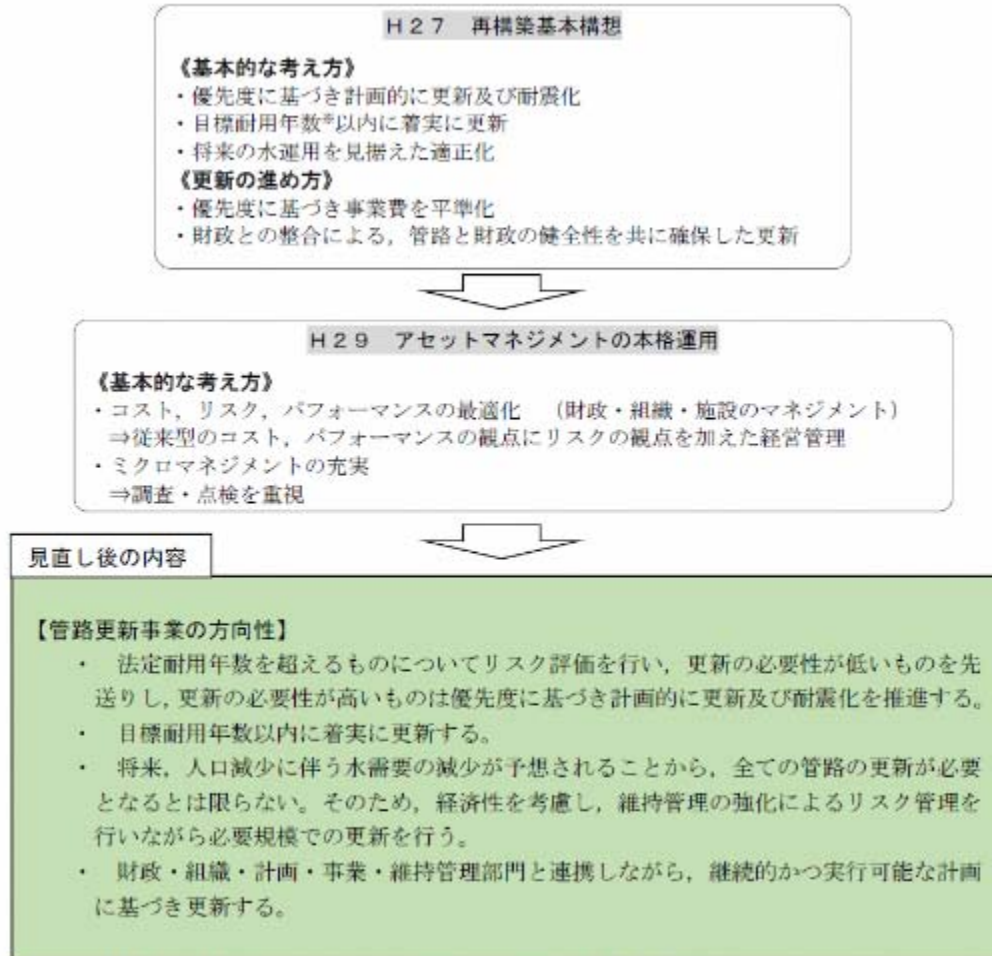 H27 再構築基本構想
《基本的な考え方》
・優先度に基づき計画的に更新及び耐震化
・目標耐用年数※以内に着実に更新
・将来の水運用を見据えた適正化
《更新の進め方》
・優先度に基づき事業費を平準化
・財政との整合による，管路と財政の健全性を共に確保した更新
H29 アセットマネジメントの本格運用
《基本的な考え方》
・コスト，リスク，パフォーマンスの最適化 （財政・組織・施設のマネジメント）
⇒従来型のコスト，パフォーマンスの観点にリスクの観点を加えた経営管理
・ミクロマネジメントの充実
⇒調査・点検を重視
見直し後の内容
【管路更新事業の方向性】
・ 法定耐用年数を超えるものについてリスク評価を行い，更新の必要性が低いものを先
送りし，更新の必要性が高いものは優先度に基づき計画的に更新及び耐震化を推進する。
・ 目標耐用年数以内に着実に更新する。
・ 将来，人口減少に伴う水需要の減少が予想されることから，全ての管路の更新が必要
となるとは限らない。そのため，経済性を考慮し，維持管理の強化によるリスク管理を
行いながら必要規模での更新を行う。
・ 財政・組織・計画・事業・維持管理部門と連携しながら，継続的かつ実行可能な計画
に基づき更新する。